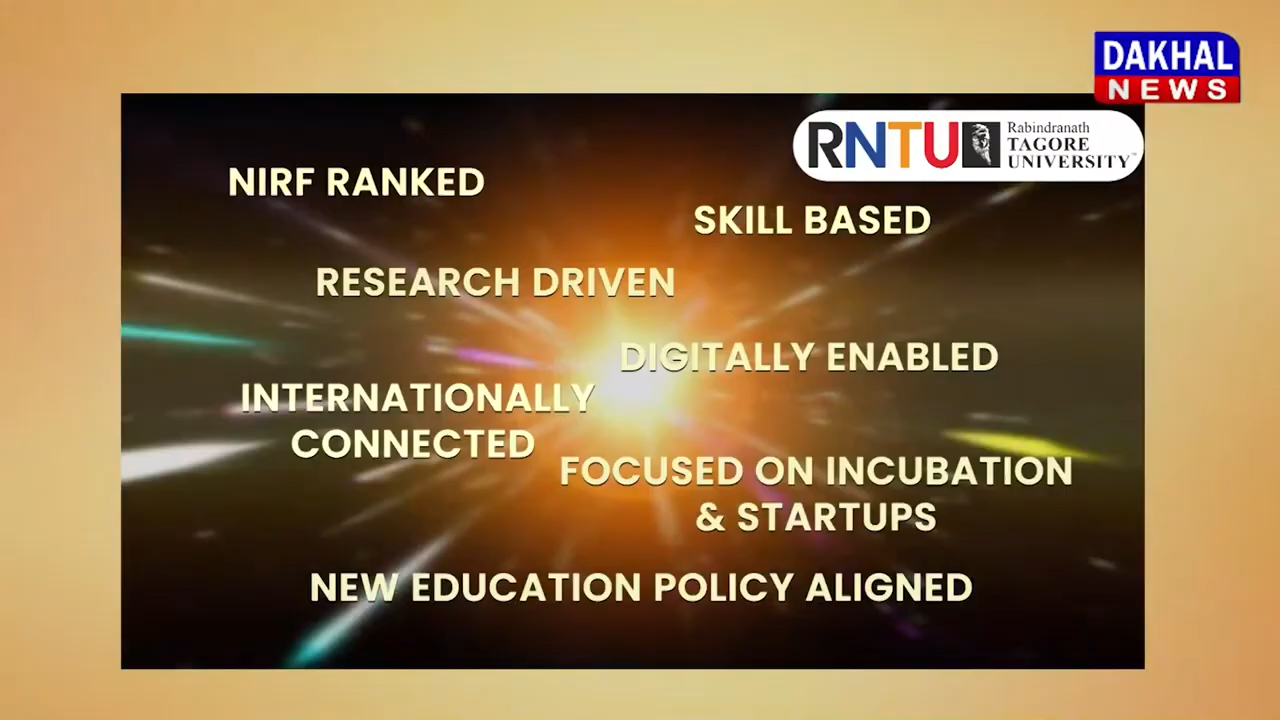 DAKHAL
NEWS
RNTU
Rabindranath
TAGORE
UNIVERSITY™
NIRF RANKED
SKILL BASED
RESEARCH DRIVEN
DIGITALLY ENABLED
INTERNATIONALLY
CONNECTED
FOCUSED ON INCUBATION
& STARTUPS
NEW EDUCATION POLICY ALIGNED